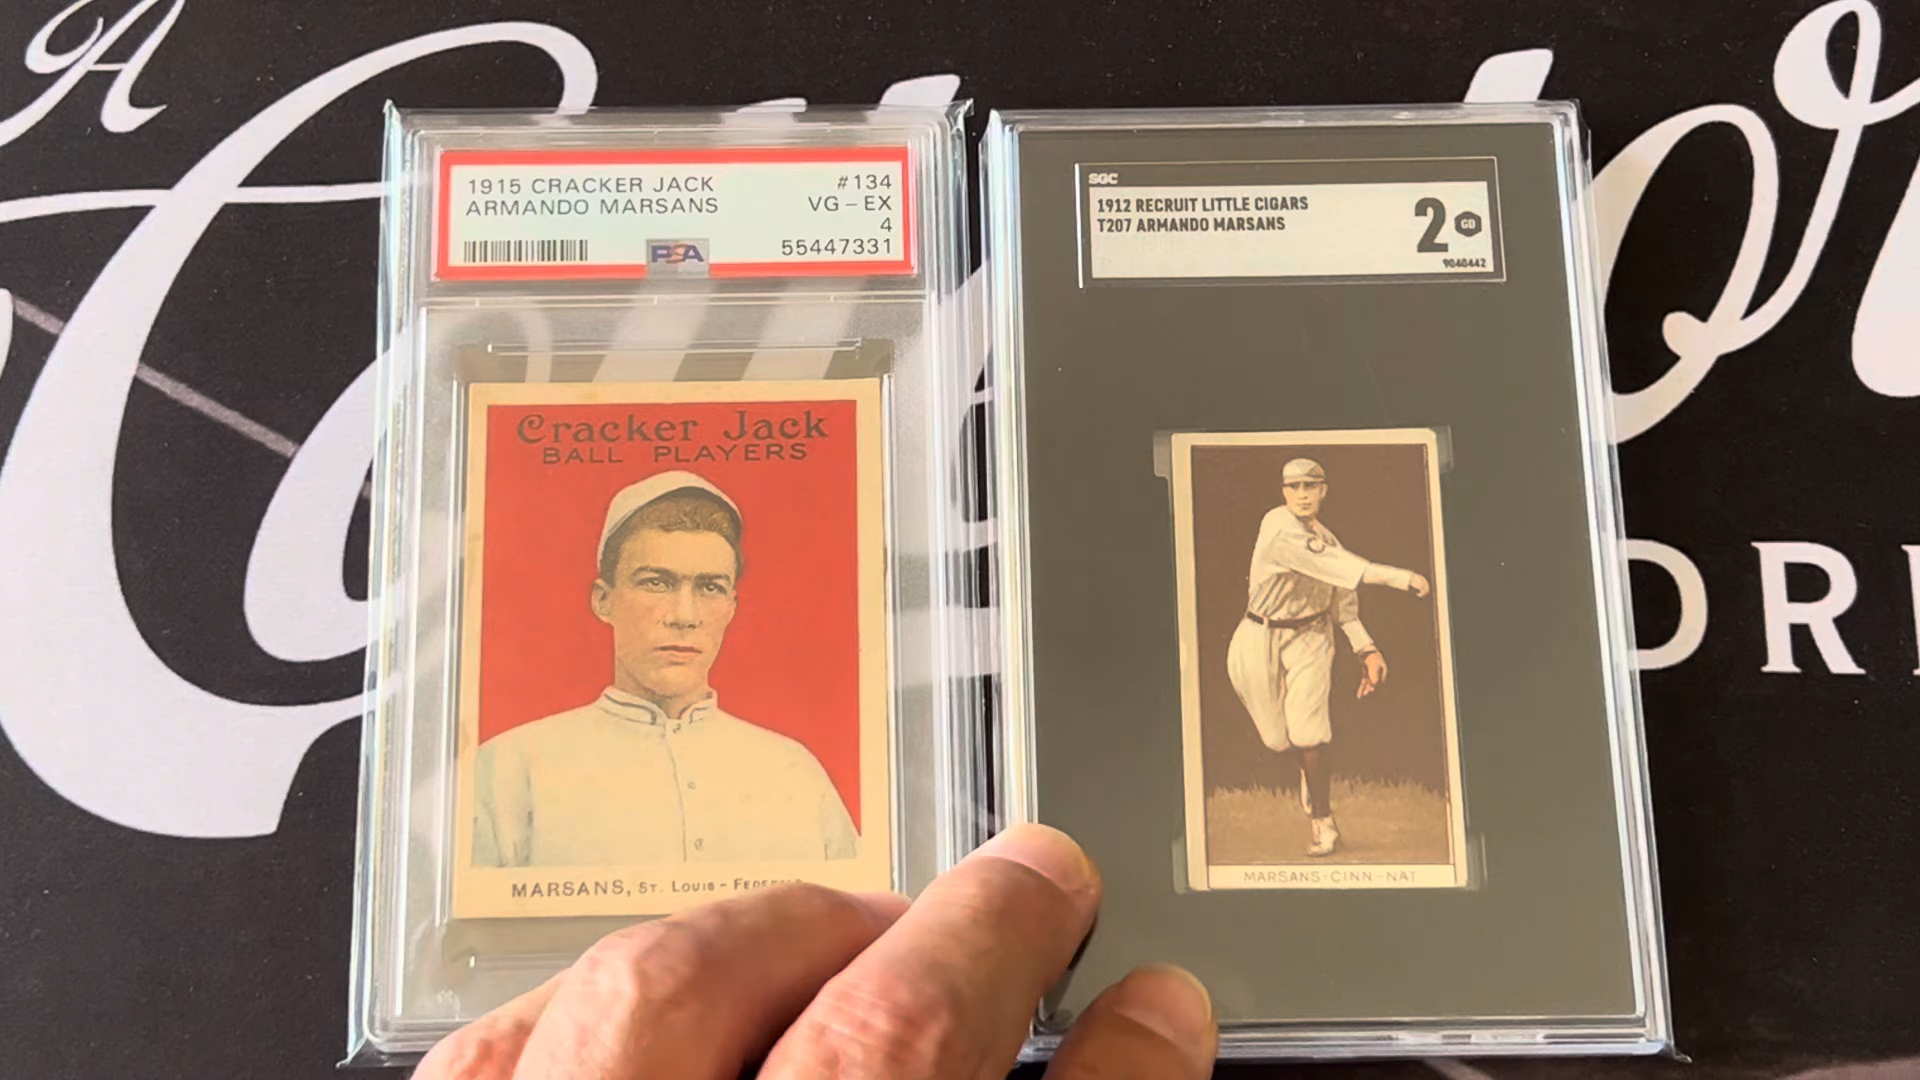 A
1915 CRACKER JACK #134
ARMANDO MARSANS VG-EX
4
PSA 55447331
Cracker Jack
BALL PLAYERS
MARSANS, ST. LOUIS - FEDERALS
SGC
1912 RECRUIT LITTLE CIGARS
T207 ARMANDO MARSANS
2 GD
9040442
C
MARSANS-CINN-NAT